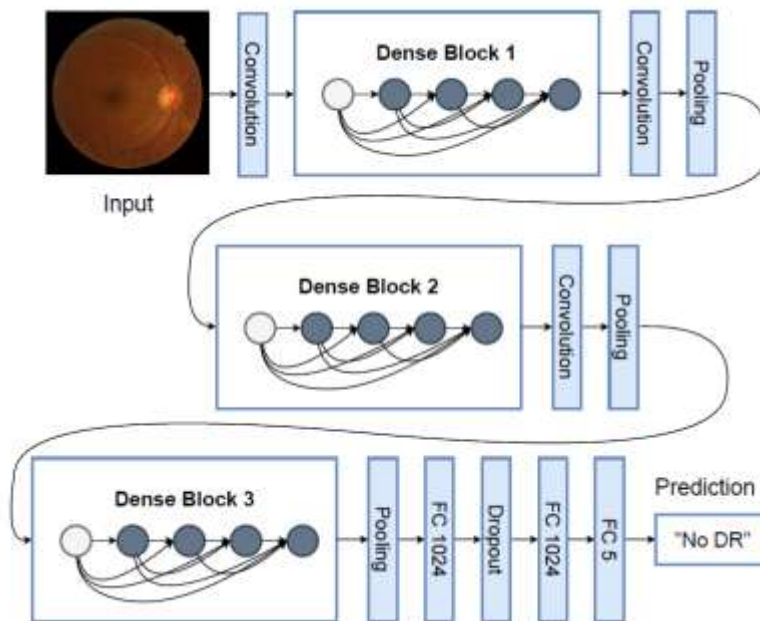 Convolution
Dense Block 1
Convolution
Pooling
Input
Dense Block 2
Convolution
Pooling
Dense Block 3
Pooling
FC 1024
Dropout
FC 1024
FC 5
Prediction
"No DR"